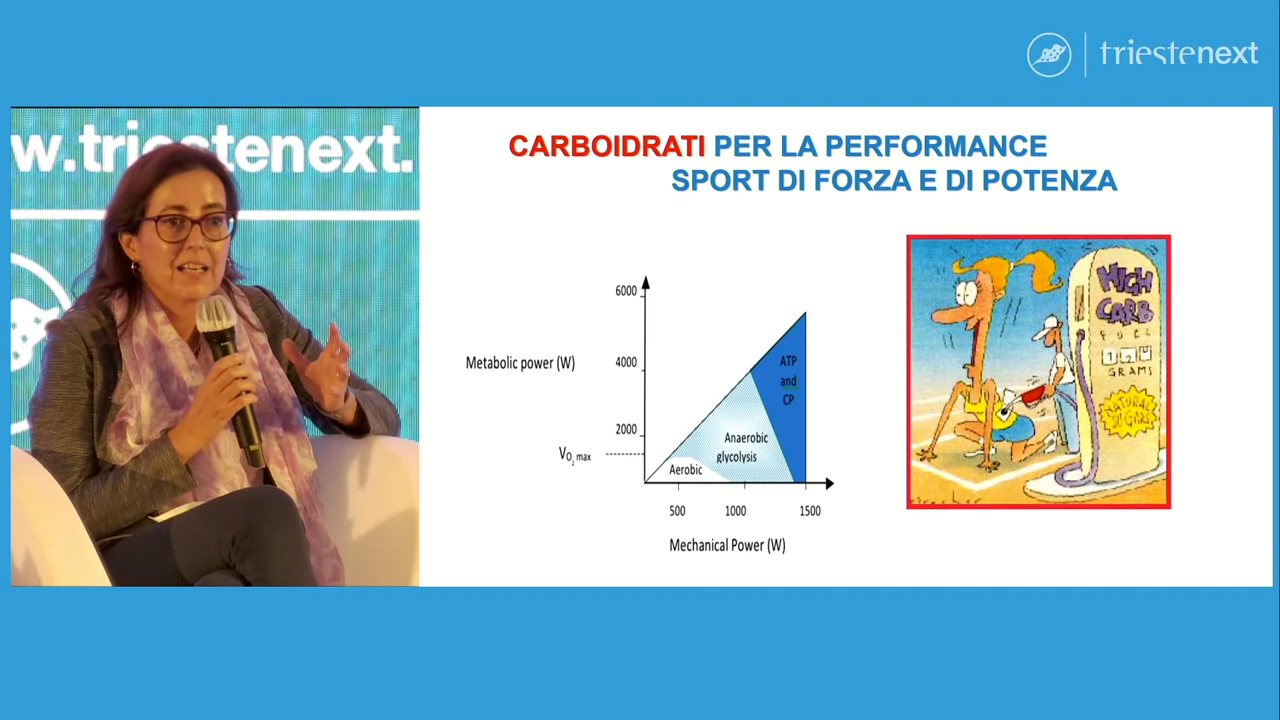 triestenext
w.triestenext.
CARBOIDRATI PER LA PERFORMANCE
SPORT DI FORZA E DI POTENZA
6000
Metabolic power (W)
4000
ATP
and
CP
2000
Anaerobic
glycolysis
VO2 max
Aerobic
500 1000 1500
Mechanical Power (W)
HIGH
CARB
FUEL
GRAMS
NATURAL
SUGARS